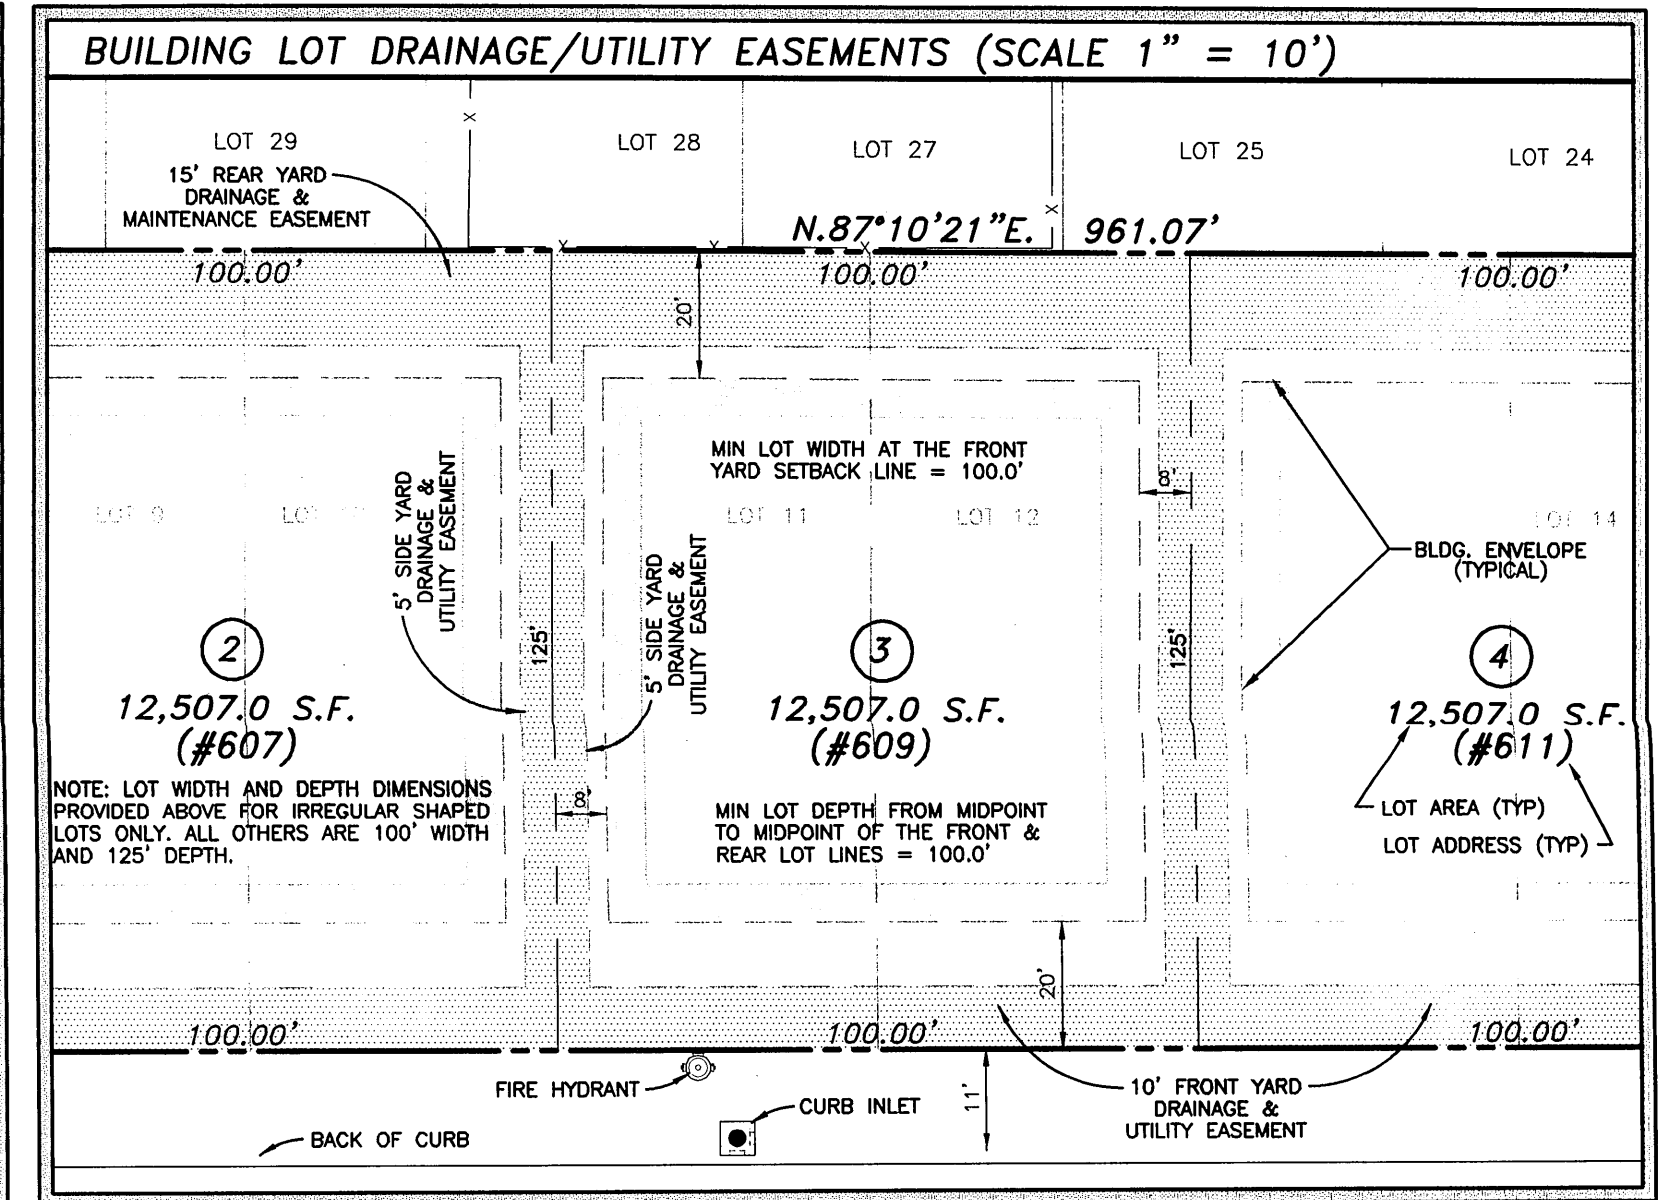 BUILDING LOT DRAINAGE/UTILITY EASEMENTS (SCALE 1" = 10')
LOT 29
LOT 28
LOT 27
LOT 25
LOT 24
15' REAR YARD
DRAINAGE &
MAINTENANCE EASEMENT
N.87°10'21"E. 961.07'
100.00'
100.00'
100.00'
20'
MIN LOT WIDTH AT THE FRONT
YARD SETBACK LINE = 100.0'
8'
LOT 9
LOT 10
LOT 11
LOT 12
LOT 14
5' SIDE YARD
DRAINAGE &
UTILITY EASEMENT
5' SIDE YARD
DRAINAGE &
UTILITY EASEMENT
BLDG. ENVELOPE
(TYPICAL)
125'
125'
2
12,507.0 S.F.
(#607)
3
12,507.0 S.F.
(#609)
4
12,507.0 S.F.
(#611)
NOTE: LOT WIDTH AND DEPTH DIMENSIONS
PROVIDED ABOVE FOR IRREGULAR SHAPED
LOTS ONLY. ALL OTHERS ARE 100' WIDTH
AND 125' DEPTH.
8'
MIN LOT DEPTH FROM MIDPOINT
TO MIDPOINT OF THE FRONT &
REAR LOT LINES = 100.0'
LOT AREA (TYP)
LOT ADDRESS (TYP)
20'
100.00'
100.00'
100.00'
FIRE HYDRANT
CURB INLET
11'
10' FRONT YARD
DRAINAGE &
UTILITY EASEMENT
BACK OF CURB